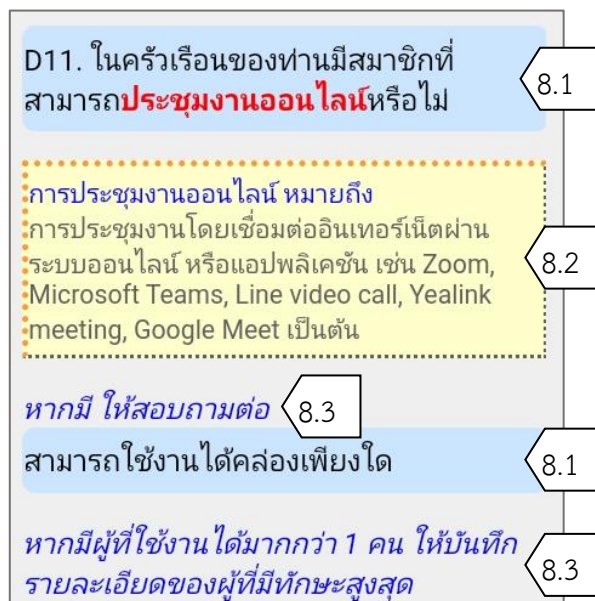 D11. ในครัวเรือนของท่านมีสมาชิกที่
สามารถประชุมงานออนไลน์หรือไม่
8.1
การประชุมงานออนไลน์ หมายถึง
การประชุมงานโดยเชื่อมต่ออินเทอร์เน็ตผ่าน
ระบบออนไลน์ หรือแอปพลิเคชัน เช่น Zoom,
Microsoft Teams, Line video call, Yealink
meeting, Google Meet เป็นต้น
8.2
หากมี ให้สอบถามต่อ
8.3
สามารถใช้งานได้คล่องเพียงใด
8.1
หากมีผู้ที่ใช้งานได้มากกว่า 1 คน ให้บันทึก
รายละเอียดของผู้ที่มีทักษะสูงสุด
8.3